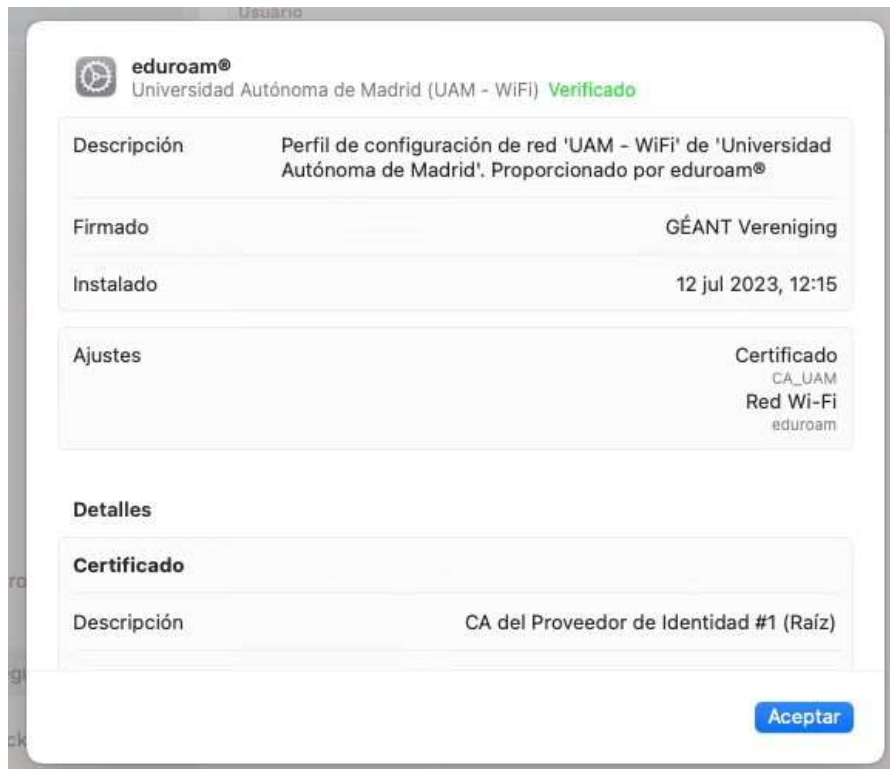 Usuario
eduroam®
Universidad Autónoma de Madrid (UAM - WiFi) Verificado
Descripción Perfil de configuración de red 'UAM - WiFi' de 'Universidad
Autónoma de Madrid'. Proporcionado por eduroam®
Firmado GÉANT Vereniging
Instalado 12 jul 2023, 12:15
Ajustes Certificado
CA_UAM
Red Wi-Fi
eduroam
Detalles
Certificado
Descripción CA del Proveedor de Identidad #1 (Raíz)
Aceptar